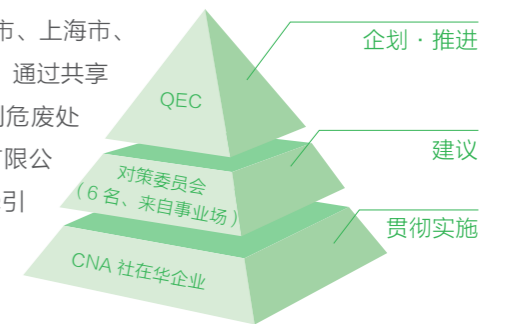 市、上海市、
通过共享
危废处
限公
引
QEC
企划·推进
对策委员会
（6 名、来自事业场）
建议
CNA 社在华企业
贯彻实施